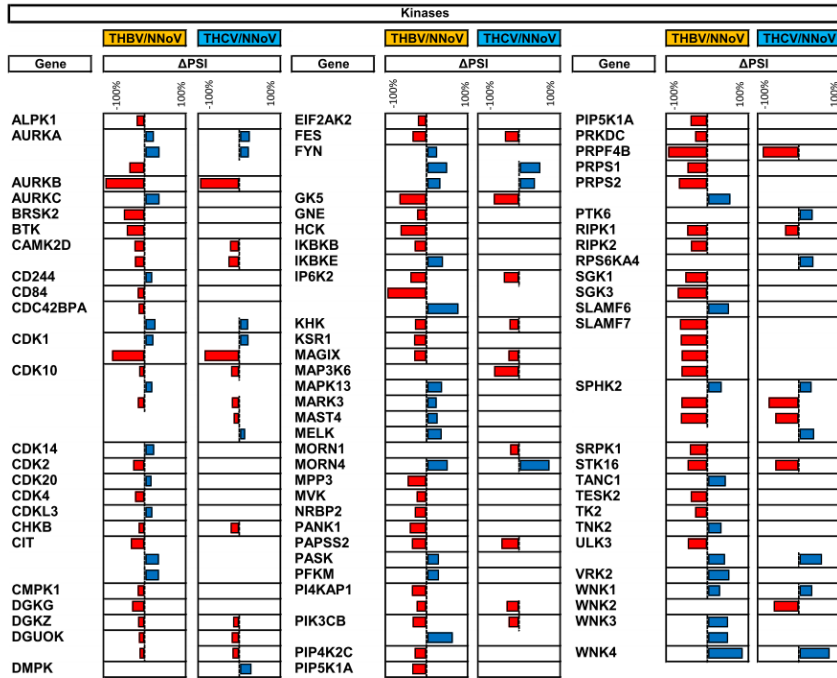 Kinases
THBV/NNoV THCV/NNoV THBV/NNoV THCV/NNoV THBV/NNoV THCV/NNoV
Gene ΔPSI Gene ΔPSI Gene ΔPSI
-100% 100% -100% 100% -100% 100% -100% 100% -100% 100% -100% 100%
ALPK1 EIF2AK2 PIP5K1A
AURKA FES PRKDC
FYN PRPF4B
PRPS1
AURKB PRPS2
AURKC GK5
BRSK2 GNE PTK6
BTK HCK RIPK1
CAMK2D IKBKB RIPK2
IKBKE RPS6KA4
CD244 IP6K2 SGK1
CD84 SGK3
CDC42BPA SLAMF6
KHK SLAMF7
CDK1 KSR1
MAGIX
CDK10 MAP3K6
MAPK13 SPHK2
MARK3
MAST4
MELK
CDK14 MORN1 SRPK1
CDK2 MORN4 STK16
CDK20 MPP3 TANC1
CDK4 MVK TESK2
CDKL3 NRBP2 TK2
CHKB PANK1 TNK2
CIT PAPSS2 ULK3
PASK
PFKM VRK2
CMPK1 PI4KAP1 WNK1
DGKG WNK2
DGKZ PIK3CB WNK3
DGUOK
PIP4K2C WNK4
DMPK PIP5K1A